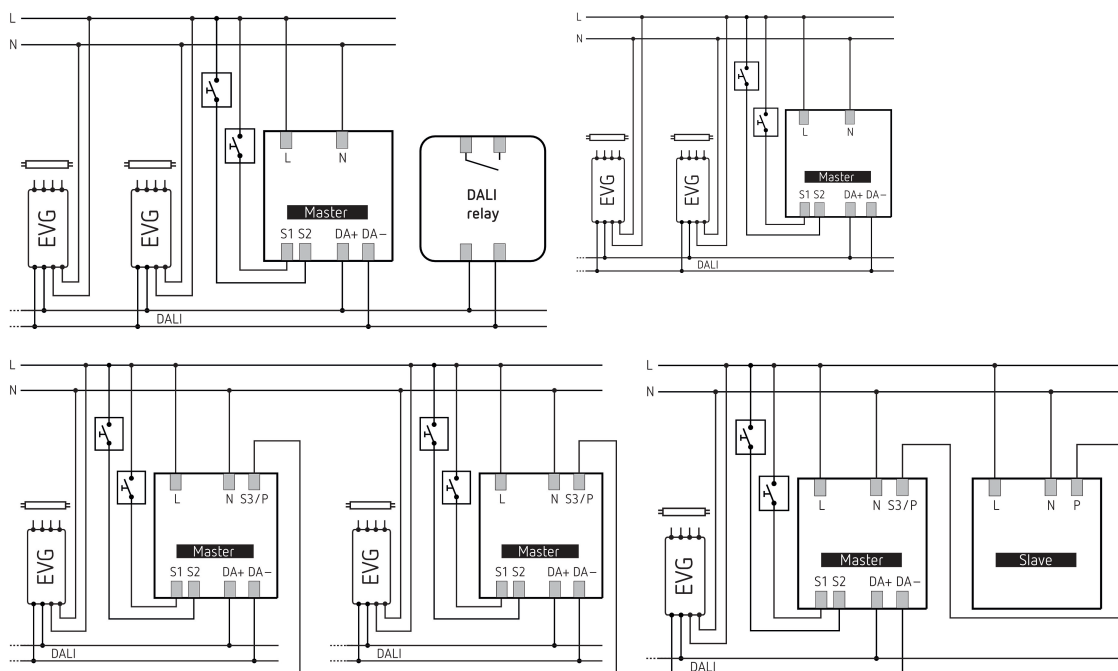 L
N
L N
Master
S1 S2 DA+ DA-
EVG EVG
DALI
relay
DALI
L
N
L N
Master
S1 S2 DA+ DA-
EVG EVG
DALI
L
N
L N S3/P
Master
S1 S2 DA+ DA-
EVG
DALI
L N S3/P
Master
S1 S2 DA+ DA-
EVG
DALI
L
N
L N S3/P
Master
S1 S2 DA+ DA-
EVG
DALI
L N P
Slave